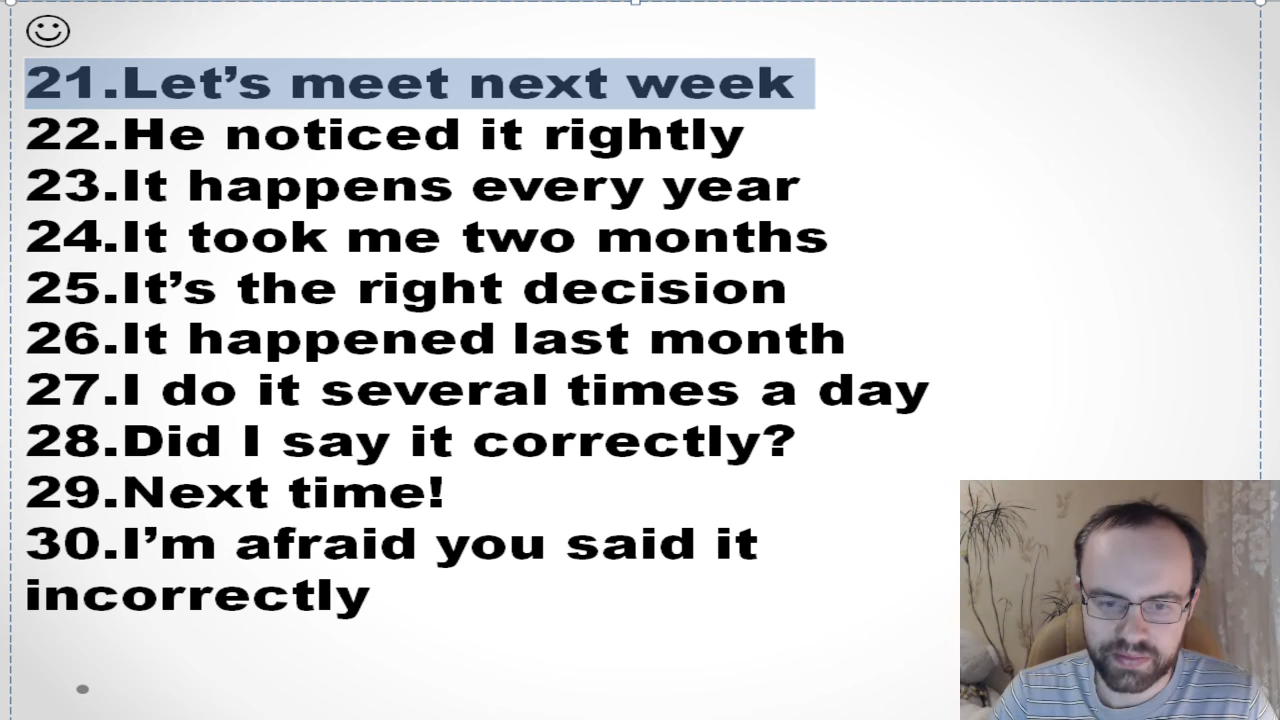 21.Let’s meet next week
22.He noticed it rightly
23.It happens every year
24.It took me two months
25.It’s the right decision
26.It happened last month
27.I do it several times a day
28.Did I say it correctly?
29.Next time!
30.I’m afraid you said it
incorrectly